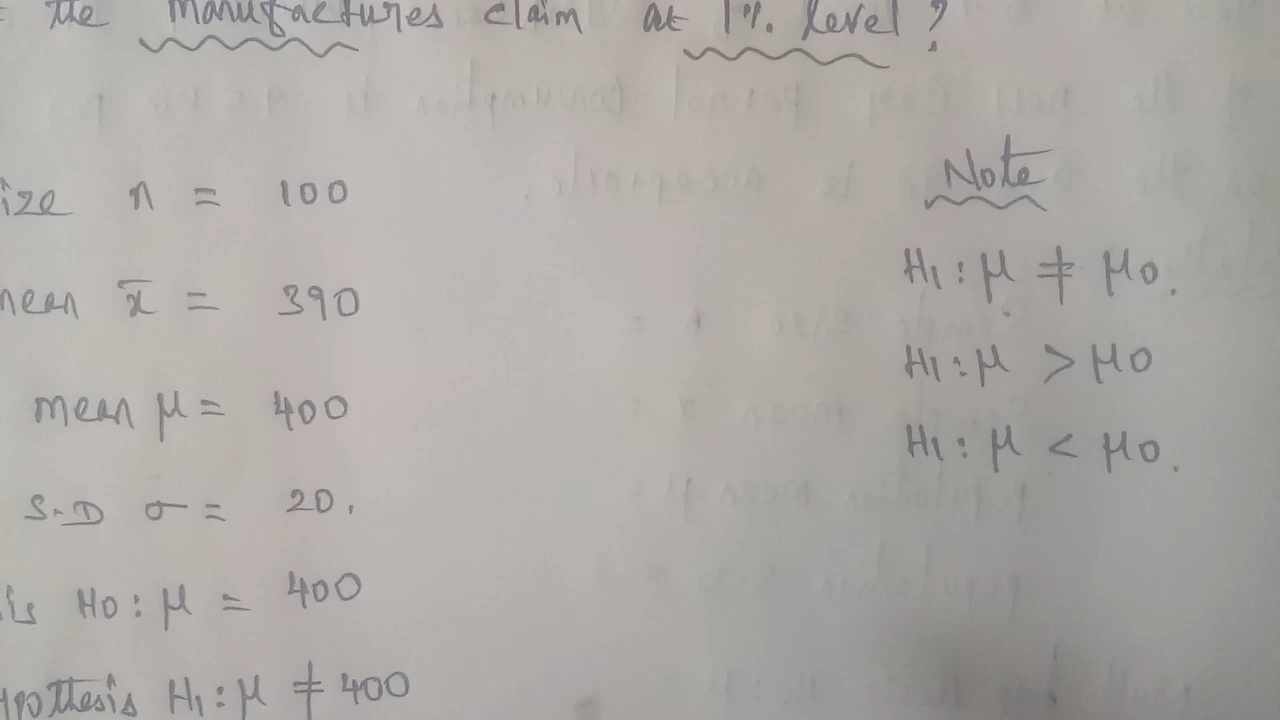 the manufactures claim at 1% level?
ize n = 100
mean x̄ = 390
mean μ = 400
S.D σ = 20.
is H0 : μ = 400
ypothesis H1 : μ ≠ 400
Note
H1 : μ ≠ μ0.
H1 : μ > μ0
H1 : μ < μ0.